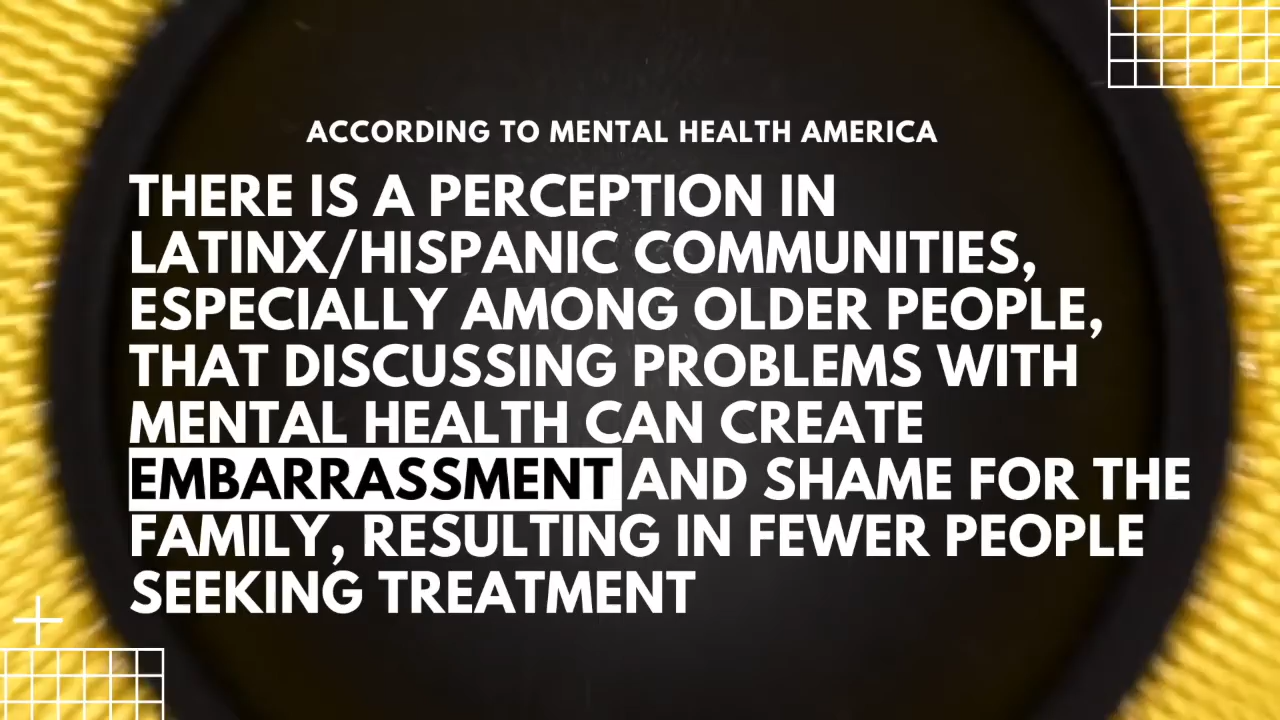 ACCORDING TO MENTAL HEALTH AMERICA
THERE IS A PERCEPTION IN
LATINX/HISPANIC COMMUNITIES,
ESPECIALLY AMONG OLDER PEOPLE,
THAT DISCUSSING PROBLEMS WITH
MENTAL HEALTH CAN CREATE
EMBARRASSMENT AND SHAME FOR THE
FAMILY, RESULTING IN FEWER PEOPLE
SEEKING TREATMENT